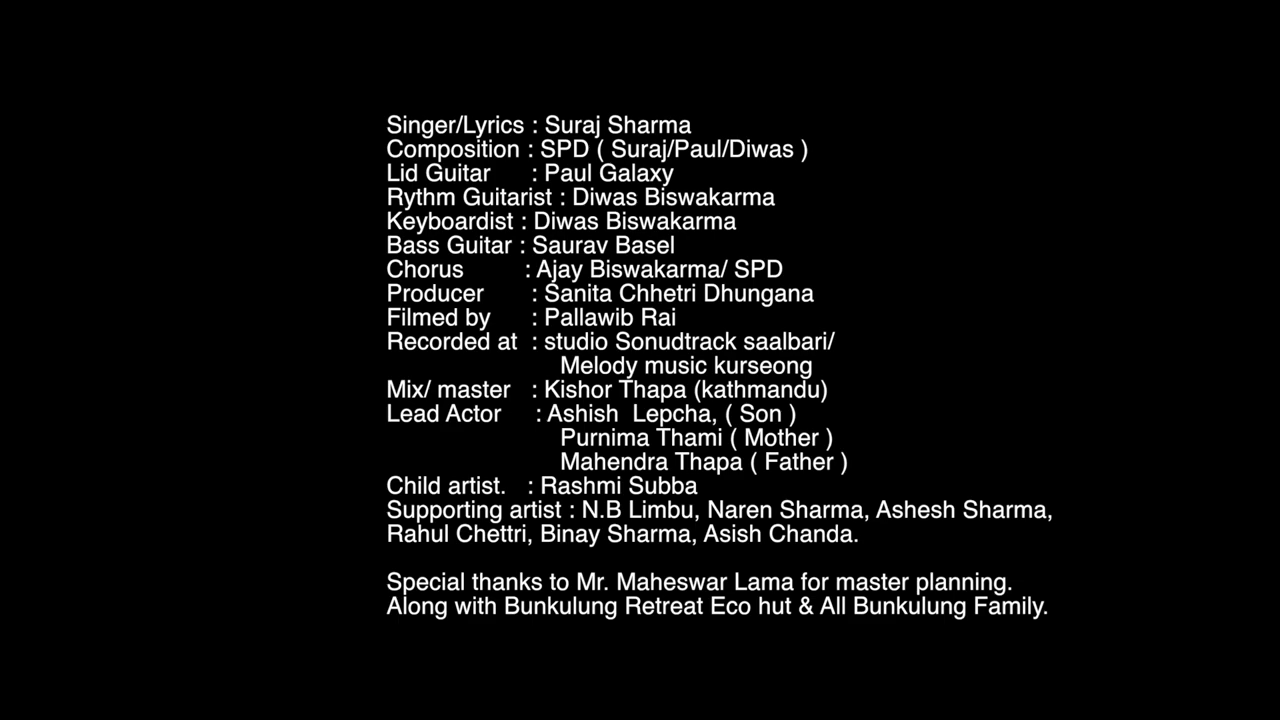 Singer/Lyrics : Suraj Sharma
Composition : SPD ( Suraj/Paul/Diwas )
Lid Guitar : Paul Galaxy
Rythm Guitarist : Diwas Biswakarma
Keyboardist : Diwas Biswakarma
Bass Guitar : Saurav Basel
Chorus : Ajay Biswakarma/ SPD
Producer : Sanita Chhetri Dhungana
Filmed by : Pallawib Rai
Recorded at : studio Sonudtrack saalbari/
Melody music kurseong
Mix/ master : Kishor Thapa (kathmandu)
Lead Actor : Ashish Lepcha, ( Son )
Purnima Thami ( Mother )
Mahendra Thapa ( Father )
Child artist. : Rashmi Subba
Supporting artist : N.B Limbu, Naren Sharma, Ashesh Sharma,
Rahul Chettri, Binay Sharma, Asish Chanda.
Special thanks to Mr. Maheswar Lama for master planning.
Along with Bunkulung Retreat Eco hut & All Bunkulung Family.